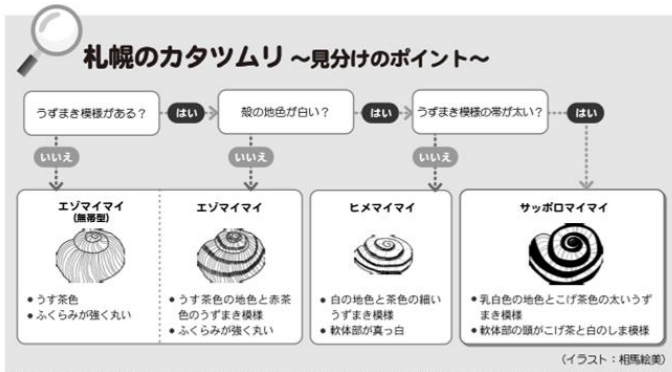 札幌のカタツムリ ～見分けのポイント～
うずまき模様がある？
はい
殻の地色が白い？
はい
うずまき模様の帯が太い？
はい
いいえ
いいえ
いいえ
エゾマイマイ
(無帯型)
● うす茶色
● ふくらみが強く丸い
エゾマイマイ
● うす茶色の地色と赤茶
色のうずまき模様
● ふくらみが強く丸い
ヒメマイマイ
● 白の地色と茶色の細い
うずまき模様
● 軟体部が真っ白
サッポロマイマイ
● 乳白色の地色とこげ茶色の太いうず
まき模様
● 軟体部の頭がこげ茶と白のしま模様
(イラスト：相馬絵美)